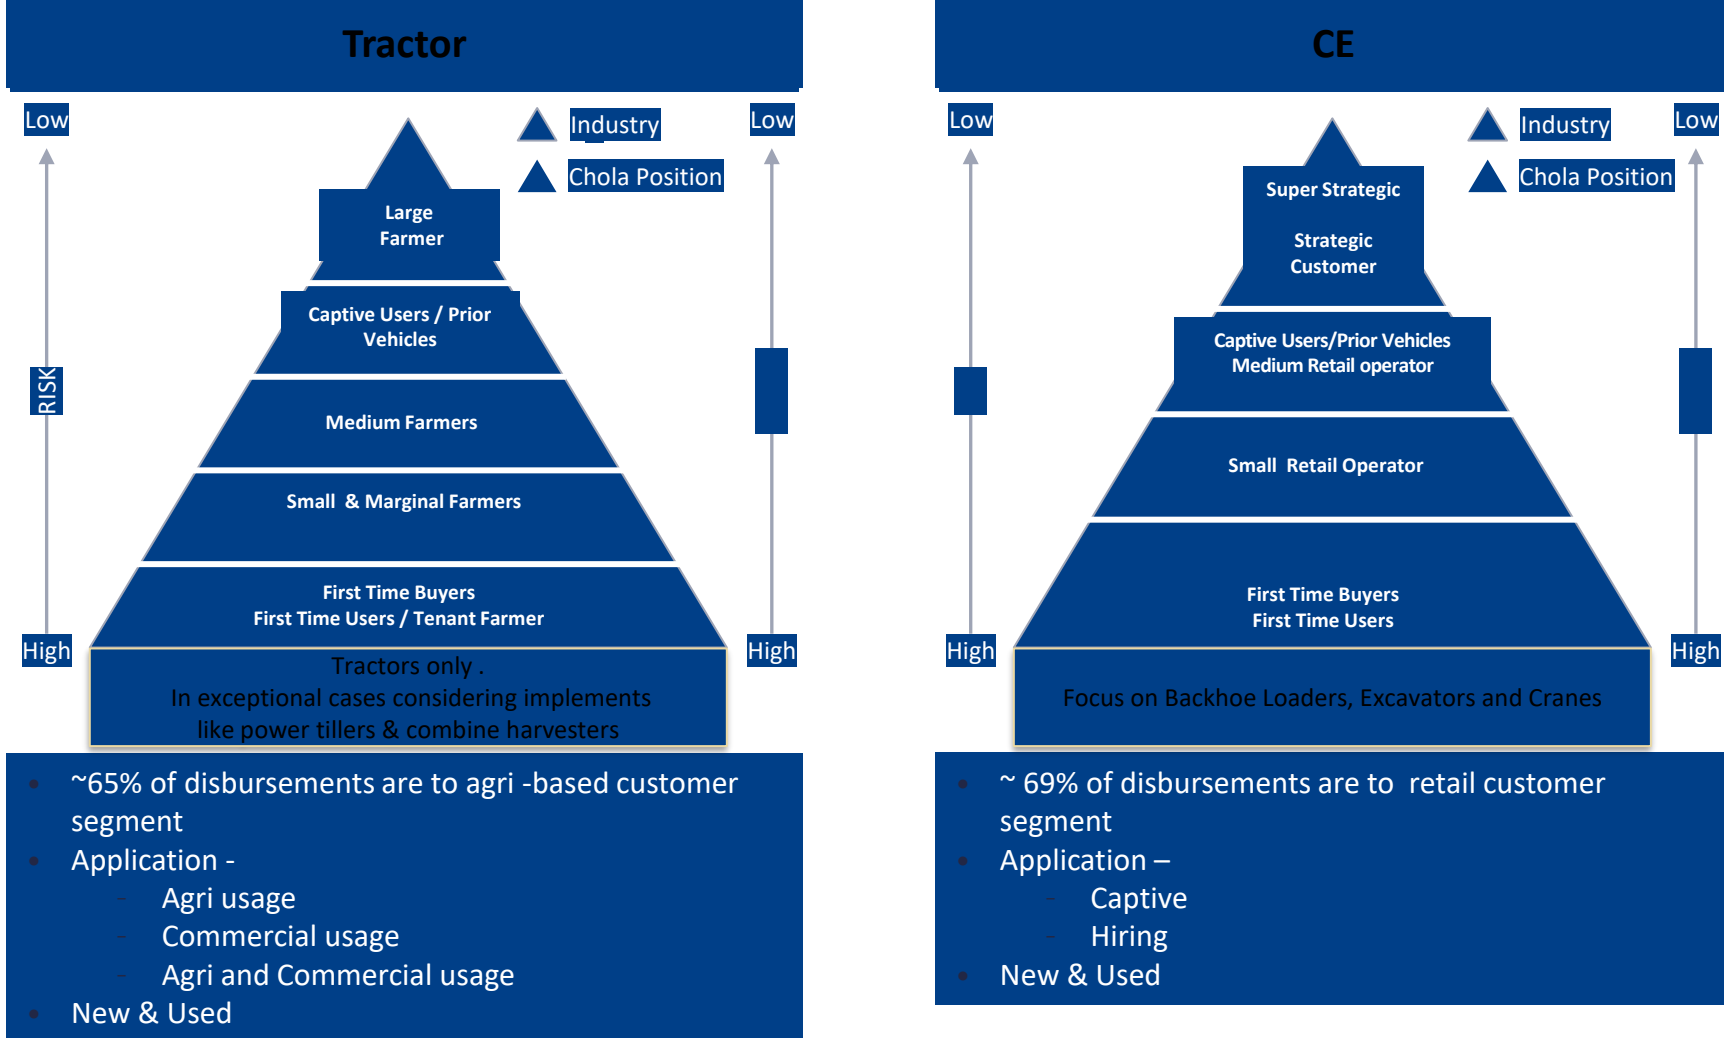 Tractor
Low
Industry
Chola Position
Low
Large
Farmer
Captive Users / Prior
Vehicles
RISK
Medium Farmers
Small & Marginal Farmers
First Time Buyers
First Time Users / Tenant Farmer
High
High
Tractors only .
In exceptional cases considering implements
like power tillers & combine harvesters
• ~65% of disbursements are to agri -based customer
segment
• Application -
- Agri usage
- Commercial usage
- Agri and Commercial usage
• New & Used
CE
Low
Industry
Chola Position
Low
Super Strategic
Strategic
Customer
Captive Users/Prior Vehicles
Medium Retail operator
Small Retail Operator
First Time Buyers
First Time Users
High
High
Focus on Backhoe Loaders, Excavators and Cranes
• ~ 69% of disbursements are to retail customer
segment
• Application –
- Captive
- Hiring
• New & Used